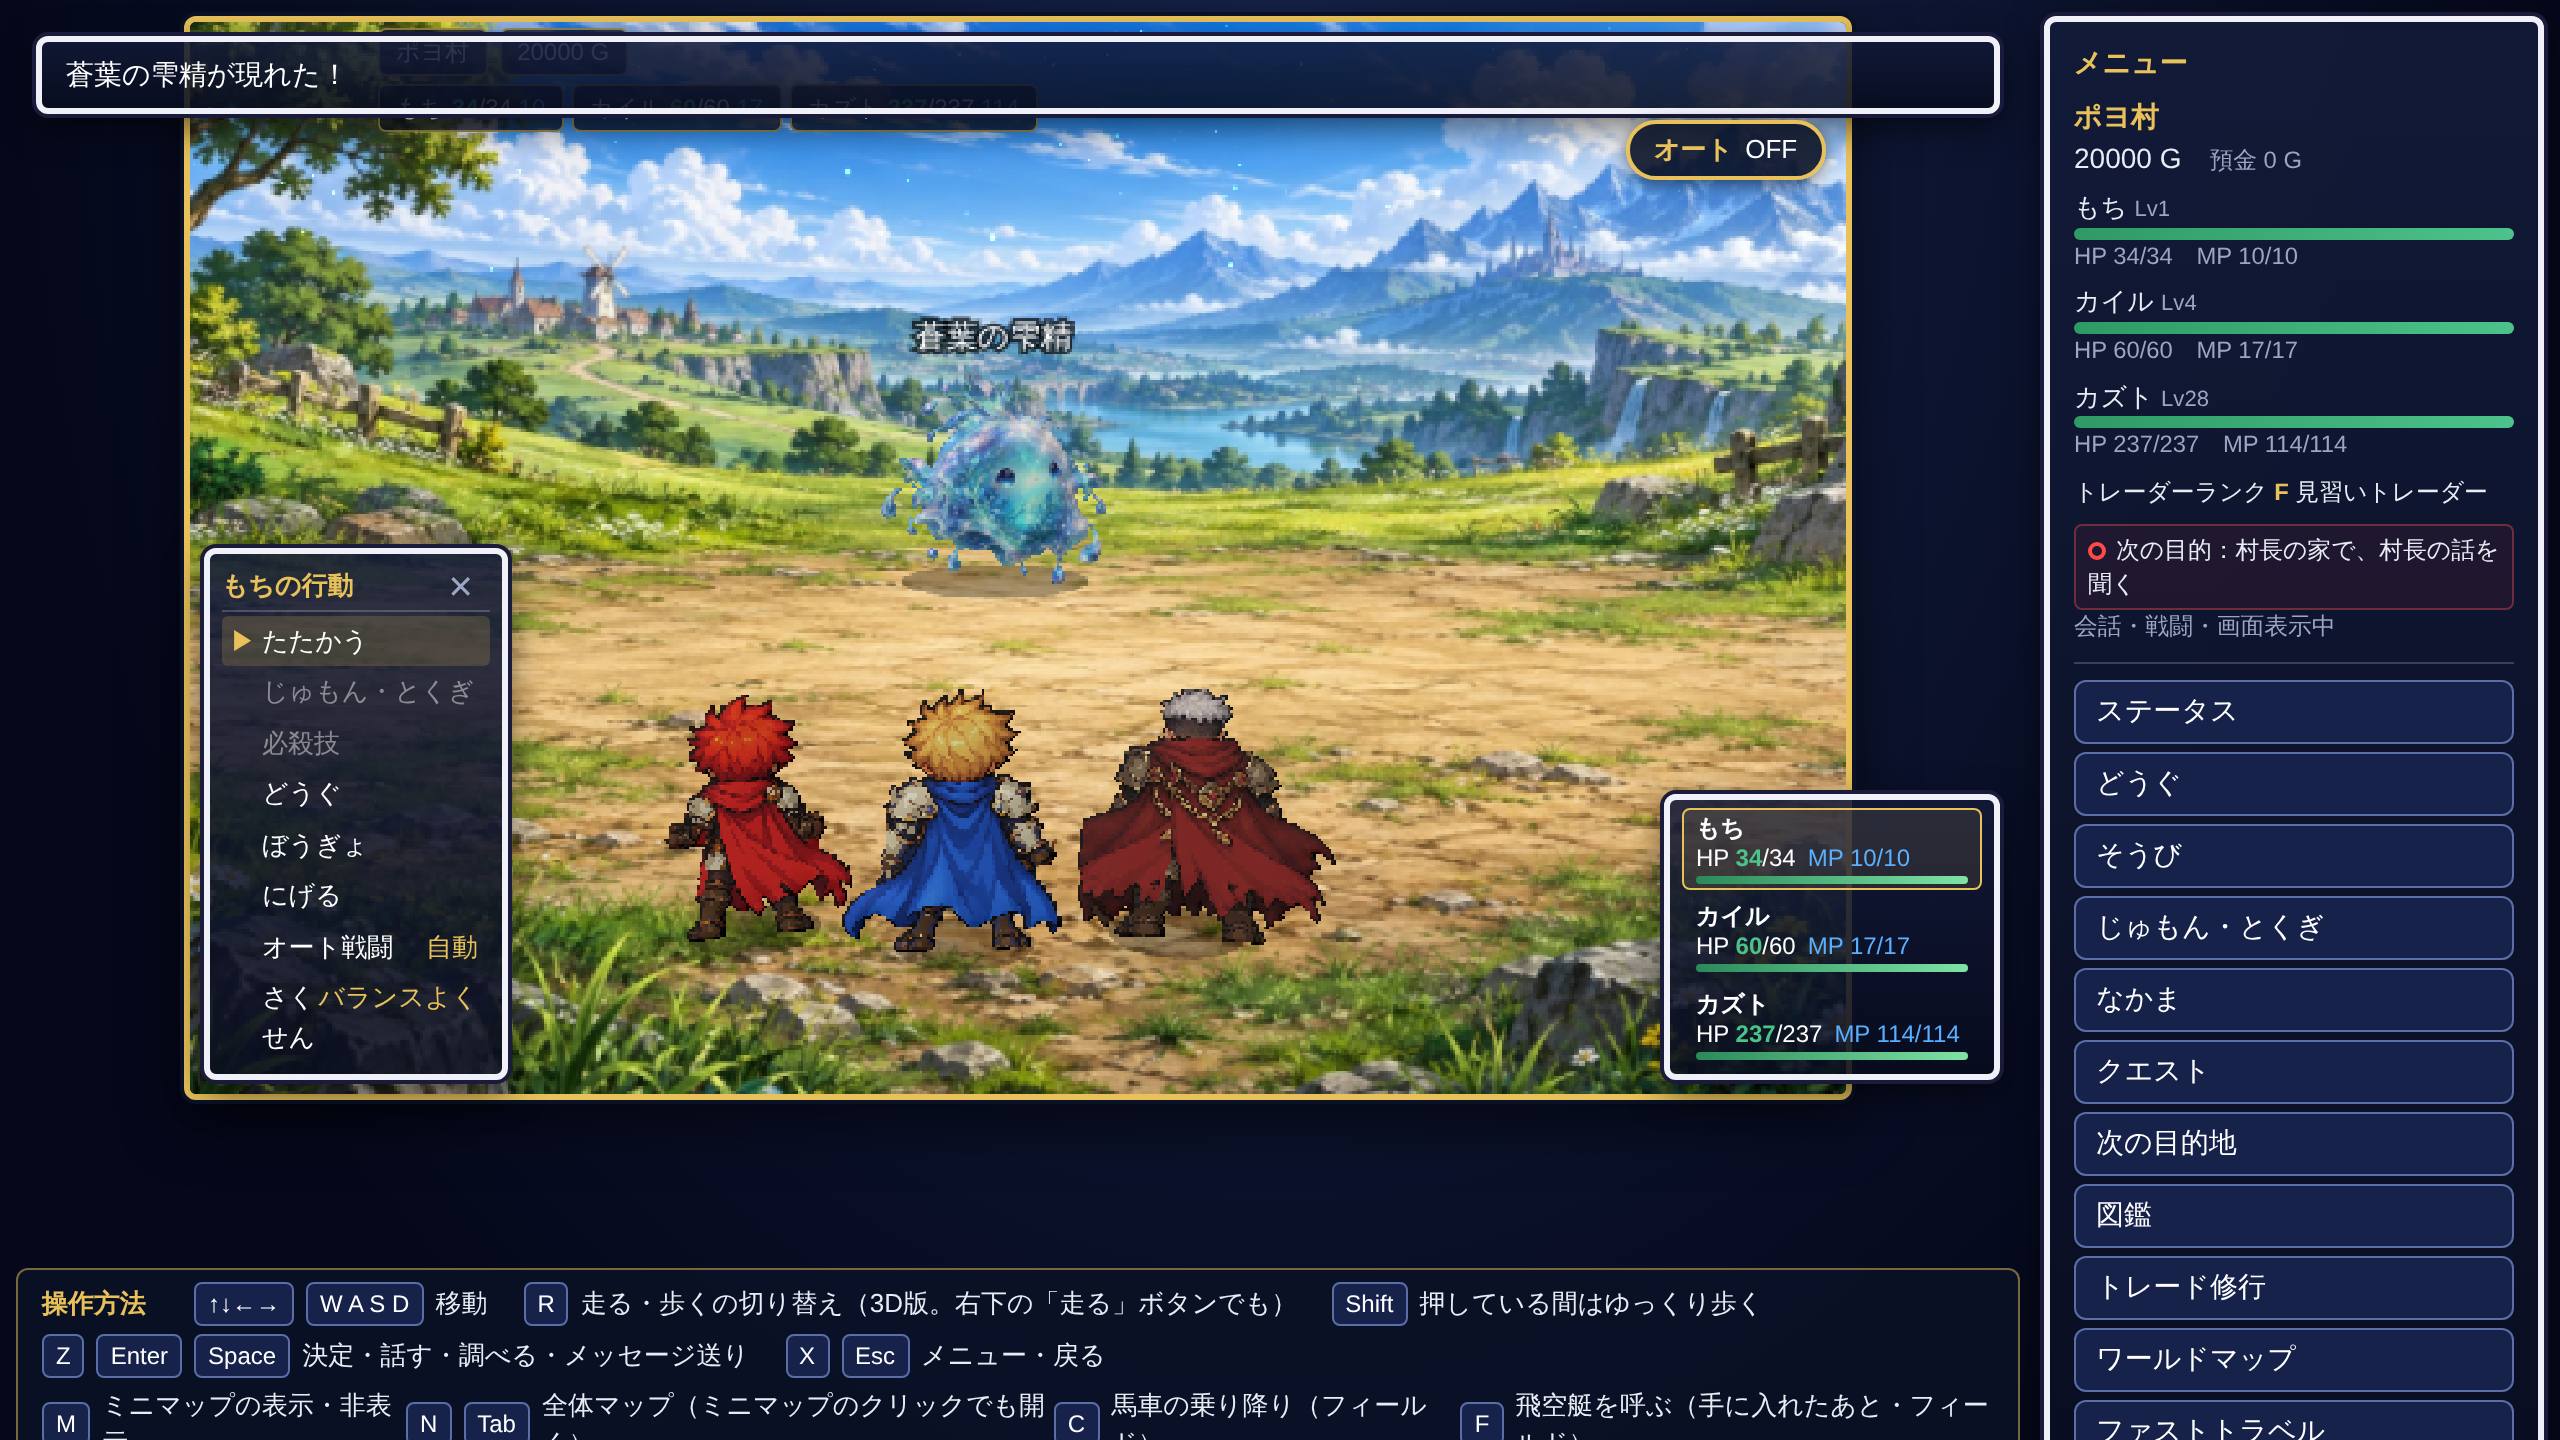 蒼葉の雫精が現れた！
ポヨ村 20000 G
オート OFF
蒼葉の雫精
もちの行動 ✕
▶ たたかう
じゅもん・とくぎ
必殺技
どうぐ
ぼうぎょ
にげる
オート戦闘 自動
さく バランスよく
せん
もち
HP 34/34 MP 10/10
カイル
HP 60/60 MP 17/17
カズト
HP 237/237 MP 114/114
メニュー
ポヨ村
20000 G 預金 0 G
もち Lv1
HP 34/34 MP 10/10
カイル Lv4
HP 60/60 MP 17/17
カズト Lv28
HP 237/237 MP 114/114
トレーダーランク F 見習いトレーダー
次の目的：村長の家で、村長の話を
聞く
会話・戦闘・画面表示中
ステータス
どうぐ
そうび
じゅもん・とくぎ
なかま
クエスト
次の目的地
図鑑
トレード修行
ワールドマップ
ファストトラベル
操作方法 ↑↓←→ W A S D 移動 R 走る・歩くの切り替え（3D版。右下の「走る」ボタンでも） Shift 押している間はゆっくり歩く
Z Enter Space 決定・話す・調べる・メッセージ送り X Esc メニュー・戻る
M ミニマップの表示・非表 N Tab 全体マップ（ミニマップのクリックでも開 C 馬車の乗り降り（フィール F 飛空艇を呼ぶ（手に入れたあと・フィー